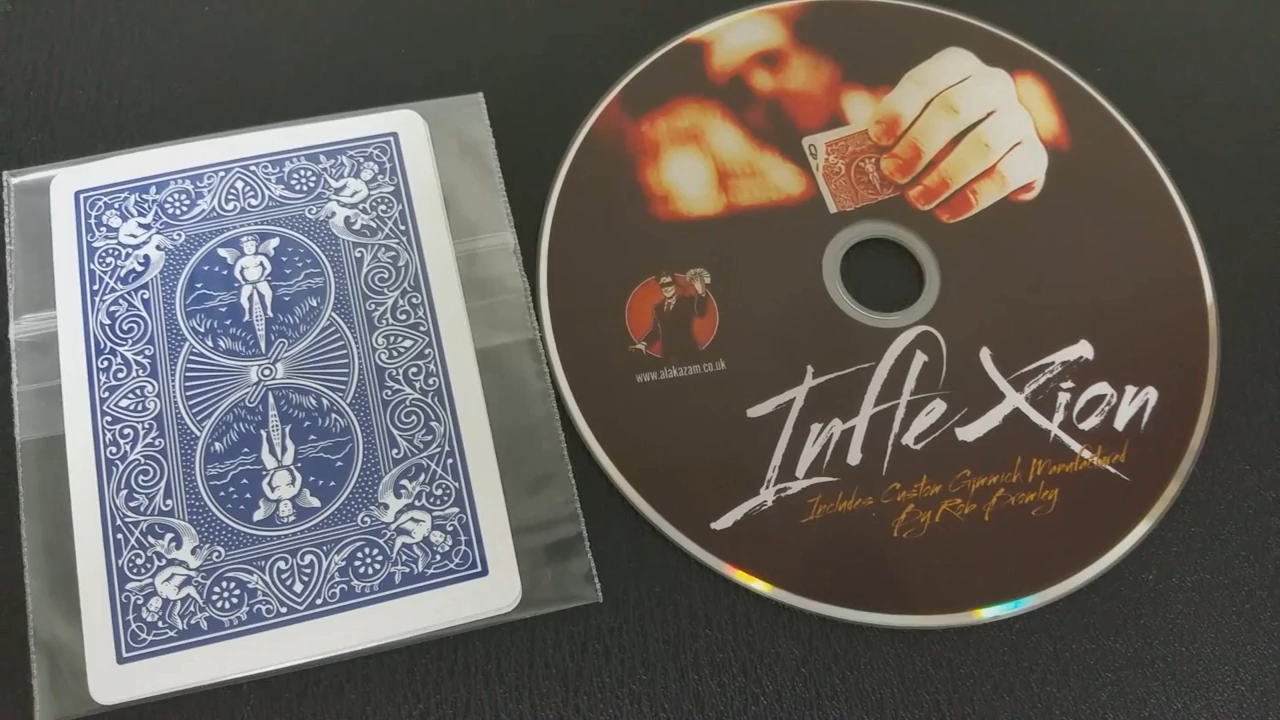 www.alakazam.co.uk
InfleXion
Includes Custom Gimmick Manufactured
By Rob Bromley